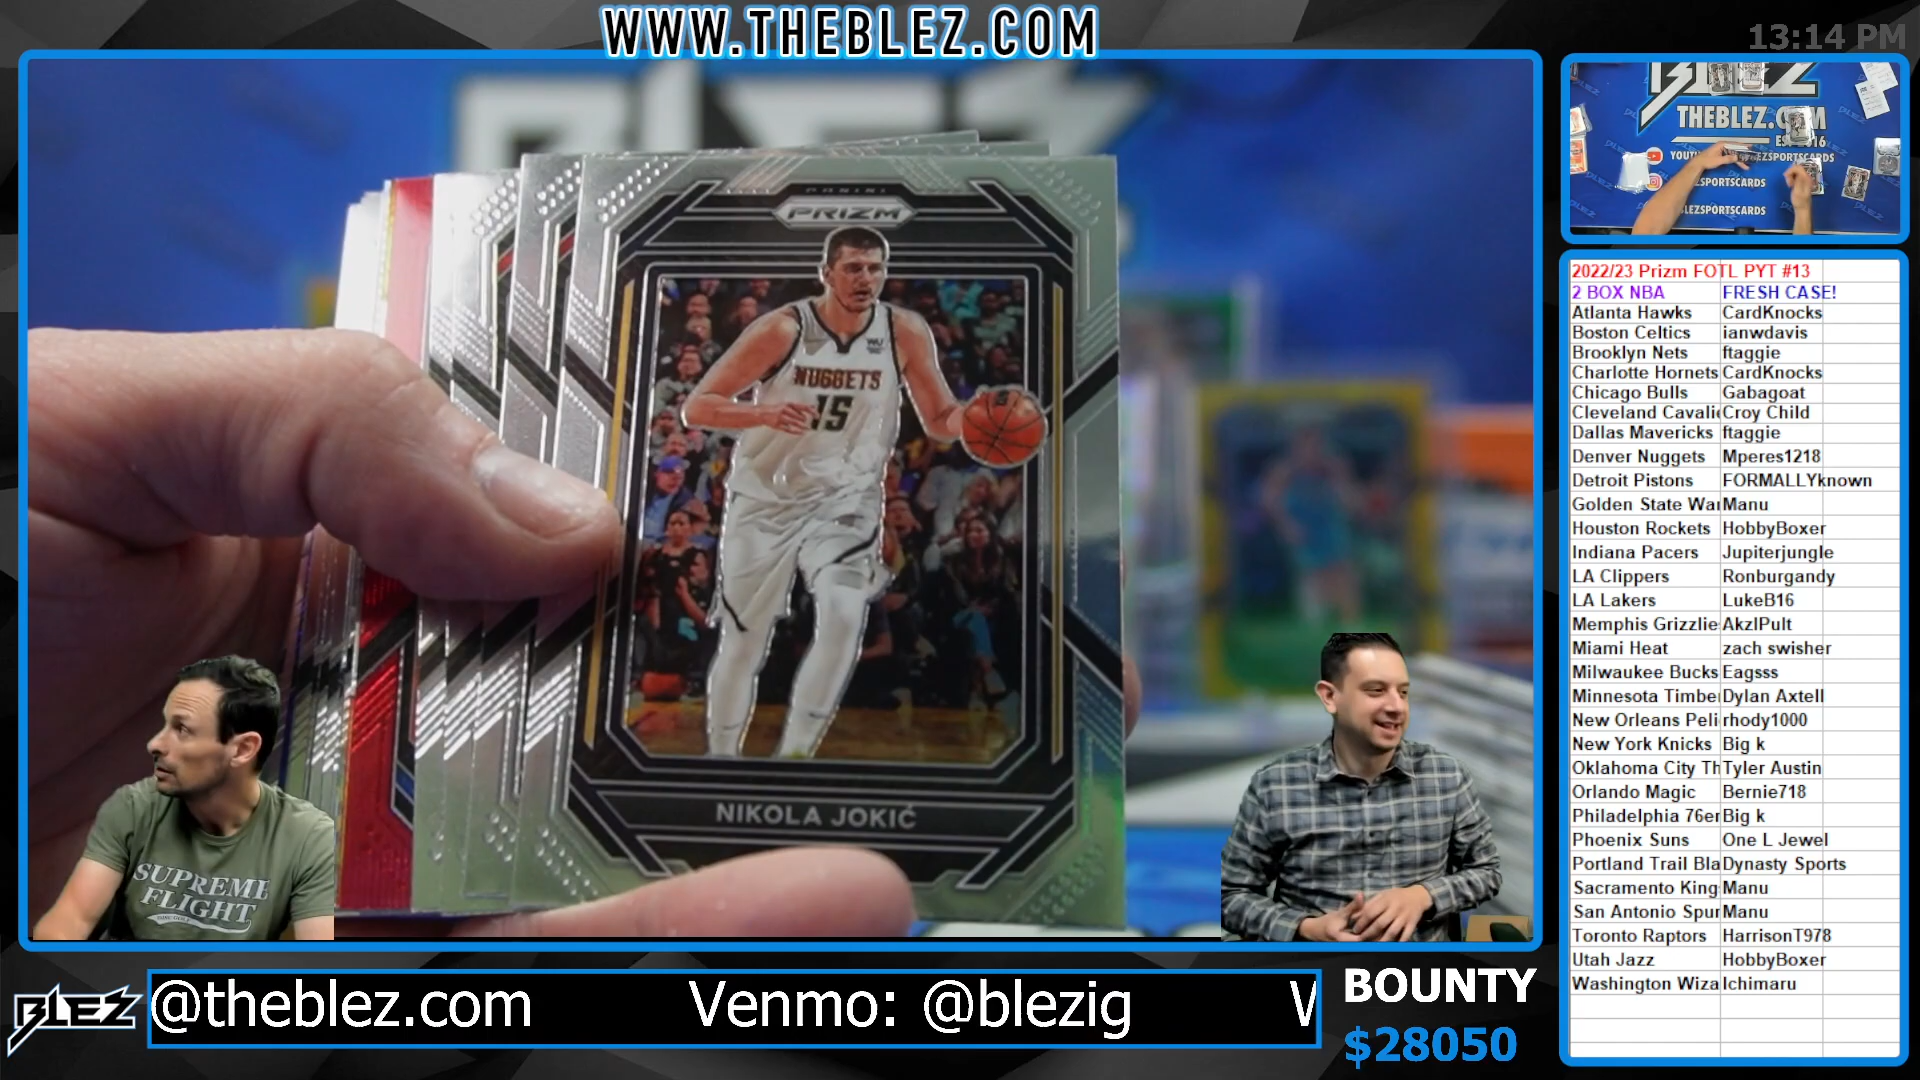 WWW.THEBLEZ.COM
13:14 PM
PANINI
PRIZM
NUGGETS
15
NIKOLA JOKIĆ
SUPREME
FLIGHT
BLEZ
THEBLEZ.COM
BLEZSPORTSCARDS
2022/23 Prizm FOTL PYT #13
2 BOX NBA FRESH CASE!
Atlanta Hawks CardKnocks
Boston Celtics ianwdavis
Brooklyn Nets ftaggie
Charlotte Hornets CardKnocks
Chicago Bulls Gabagoat
Cleveland Cavali Croy Child
Dallas Mavericks ftaggie
Denver Nuggets Mperes1218
Detroit Pistons FORMALLYknown
Golden State War Manu
Houston Rockets HobbyBoxer
Indiana Pacers Jupiterjungle
LA Clippers Ronburgandy
LA Lakers LukeB16
Memphis Grizzlie AkzlPult
Miami Heat zach swisher
Milwaukee Bucks Eagsss
Minnesota Timbe Dylan Axtell
New Orleans Peli rhody1000
New York Knicks Big k
Oklahoma City Th Tyler Austin
Orlando Magic Bernie718
Philadelphia 76er Big k
Phoenix Suns One L Jewel
Portland Trail Bla Dynasty Sports
Sacramento King Manu
San Antonio Spur Manu
Toronto Raptors HarrisonT978
Utah Jazz HobbyBoxer
Washington Wiza Ichimaru
BLEZ
@theblez.com Venmo: @blezig
BOUNTY
$28050